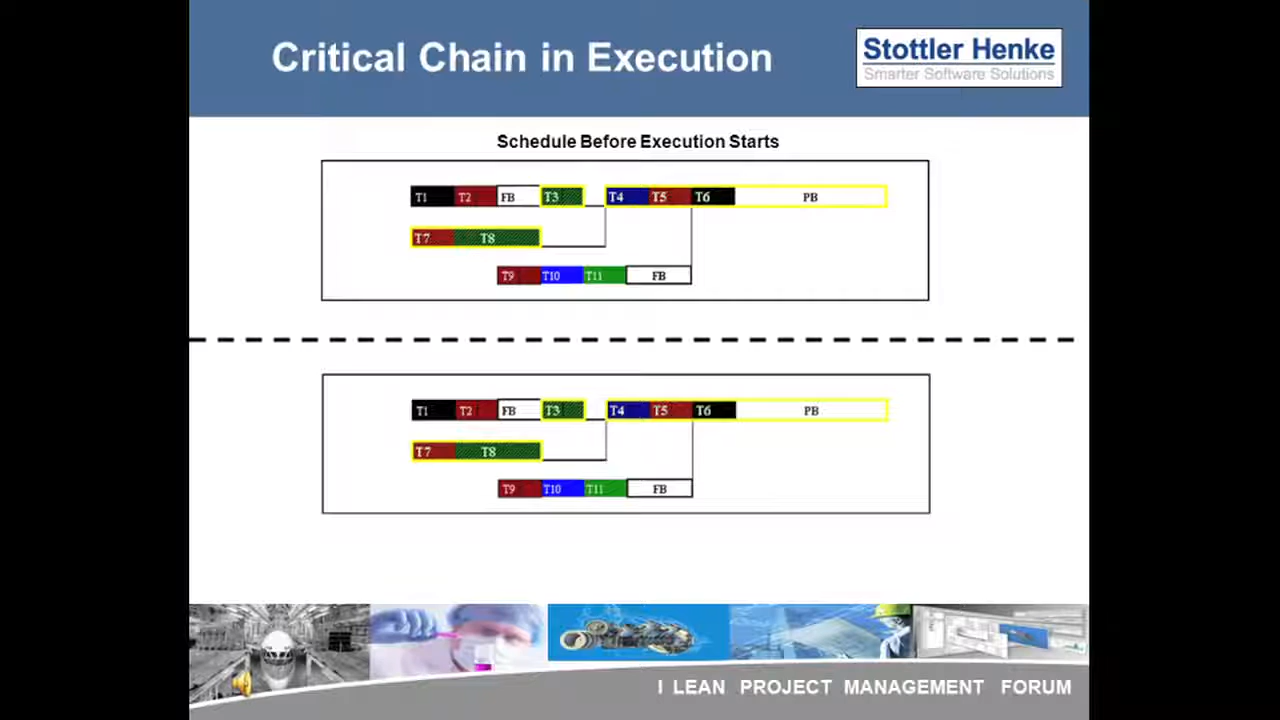 Critical Chain in Execution
Stottler Henke
Smarter Software Solutions
Schedule Before Execution Starts
T1 T2 FB T3 T4 T5 T6 PB
T7 T8
T9 T10 T11 FB
T1 T2 FB T3 T4 T5 T6 PB
T7 T8
T9 T10 T11 FB
I LEAN PROJECT MANAGEMENT FORUM